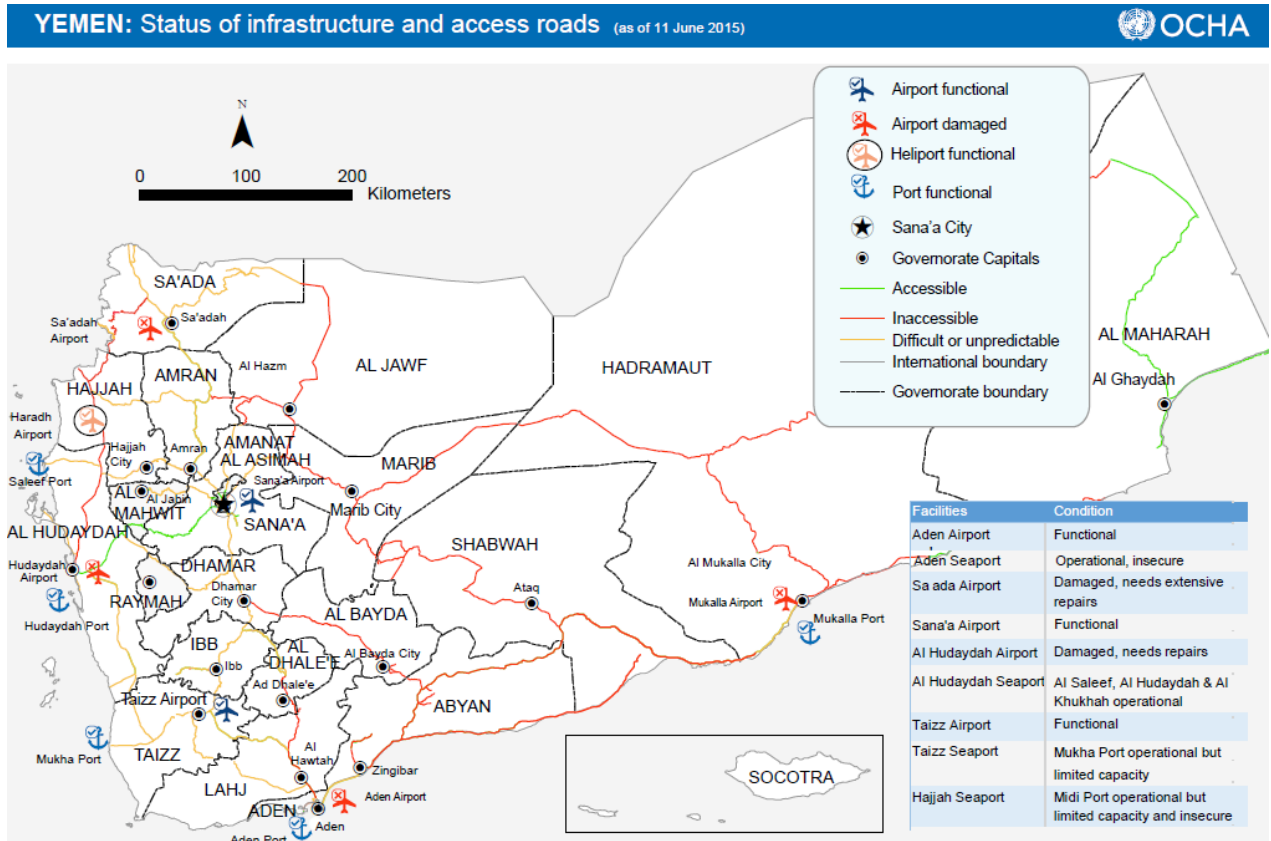 YEMEN: Status of infrastructure and access roads (as of 11 June 2015)
OCHA
N
0 100 200
Kilometers
Airport functional
Airport damaged
Heliport functional
Port functional
Sana'a City
Governorate Capitals
Accessible
Inaccessible
Difficult or unpredictable
International boundary
Governorate boundary
SA'ADA
Sa'adah
Sa'adah
Airport
AL JAWF
HADRAMAUT
AL MAHARAH
Al Ghaydah
Al Hazm
AMRAN
HAJJAH
Haradh
Airport
Hajjah
City
Amran
AMANAT
AL ASIMAH
MARIB
Saleef Port
Sana'a Airport
AL
MAHWIT
Al Jabin
SANA'A
Marib City
AL HUDAYDAH
SHABWAH
Hudaydah
Airport
DHAMAR
Dhamar
City
RAYMAH
Hudaydah Port
Ataq
Al Mukalla City
Mukalla Airport
Mukalla Port
AL BAYDA
Al Bayda City
IBB
Ibb
AL
DHALE'E
Ad Dhale'e
Taizz Airport
ABYAN
Mukha Port
TAIZZ
Al
Hawtah
Zingibar
LAHJ
Aden Airport
ADEN
Aden
Aden Port
SOCOTRA
Facilities Condition
Aden Airport Functional
Aden Seaport Operational, insecure
Sa ada Airport Damaged, needs extensive
repairs
Sana'a Airport Functional
Al Hudaydah Airport Damaged, needs repairs
Al Hudaydah Seaport Al Saleef, Al Hudaydah & Al
Khukhah operational
Taizz Airport Functional
Taizz Seaport Mukha Port operational but
limited capacity
Hajjah Seaport Midi Port operational but
limited capacity and insecure